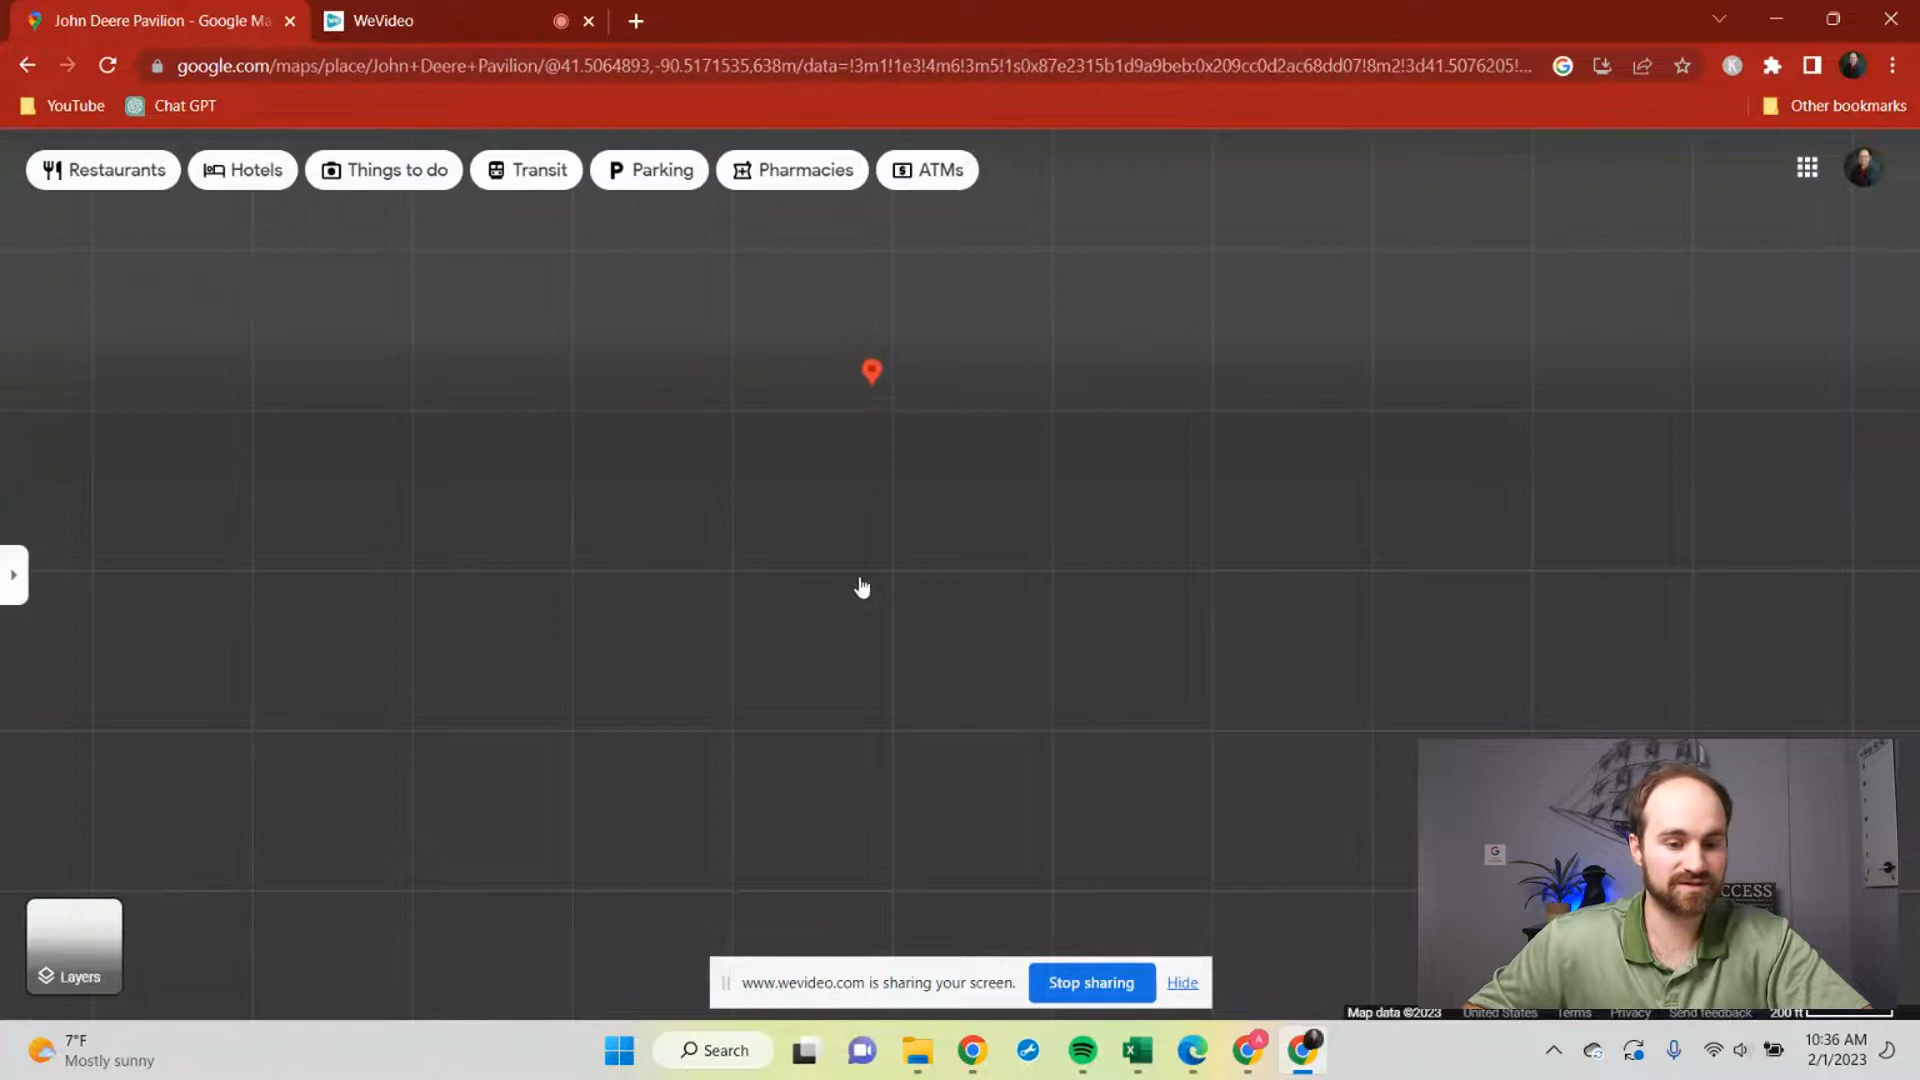 John Deere Pavilion - Google Ma
WeVideo
google.com/maps/place/John+Deere+Pavilion/@41.5064893,-90.5171535,638m/data=!3m1!1e3!4m6!3m5!1s0x87e2315b1d9a9beb:0x209cc0d2ac68dd07!8m2!3d41.5076205!...
YouTube
Chat GPT
Other bookmarks
Restaurants
Hotels
Things to do
Transit
Parking
Pharmacies
ATMs
CCESS
Layers
www.wevideo.com is sharing your screen.
Stop sharing
Hide
Map data ©2023
United States
Terms
Privacy
Send feedback
200 ft
7°F
Mostly sunny
Search
10:36 AM
2/1/2023